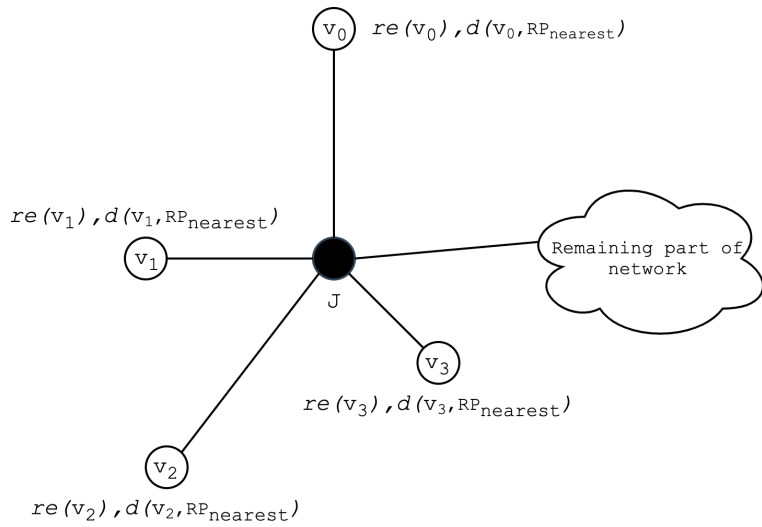 v0 re(v0),d(v0,RPnearest)
re(v1),d(v1,RPnearest)
v1
J
Remaining part of
network
v3
re(v3),d(v3,RPnearest)
v2
re(v2),d(v2,RPnearest)